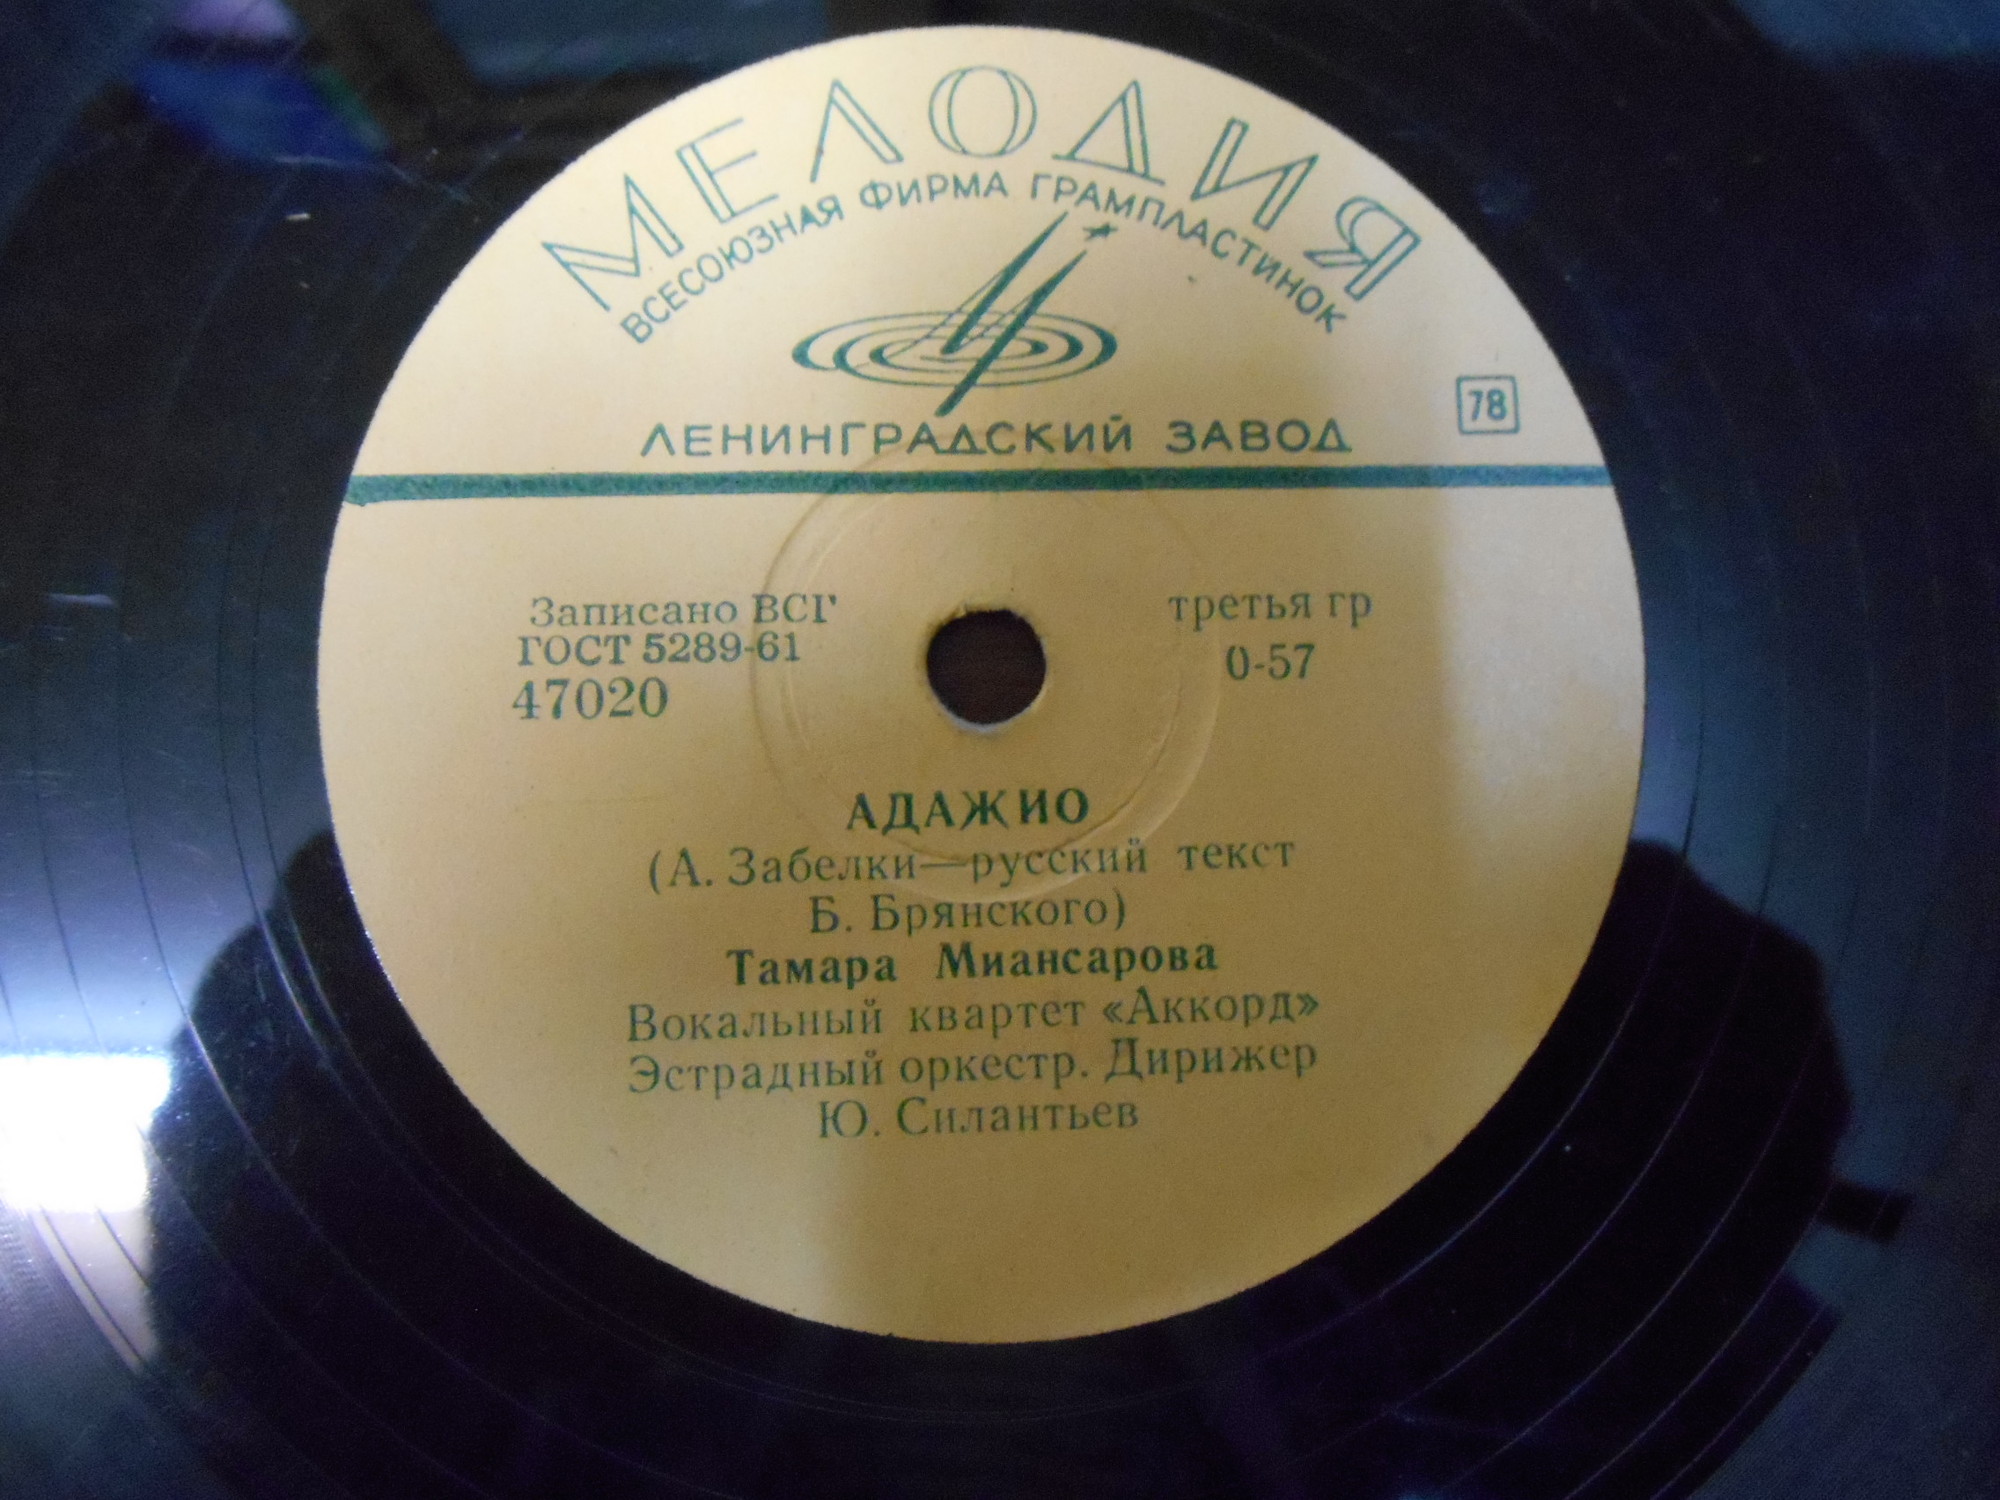 МЕЛОДИЯ
ВСЕСОЮЗНАЯ ФИРМА ГРАМПЛАСТИНОК
ЛЕНИНГРАДСКИЙ ЗАВОД
78
Записано ВСГ
ГОСТ 5289-61
47020
третья гр
0-57
АДАЖИО
(А. Забелки—русский текст
Б. Брянского)
Тамара Миансарова
Вокальный квартет «Аккорд»
Эстрадный оркестр. Дирижер
Ю. Силантьев